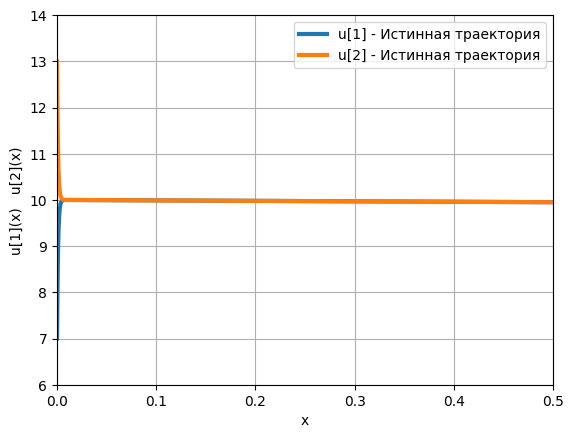 u[1] - Истинная траектория
u[2] - Истинная траектория
14
13
12
11
10
9
8
7
6
u[1](x)   u[2](x)
0.0 0.1 0.2 0.3 0.4 0.5
x